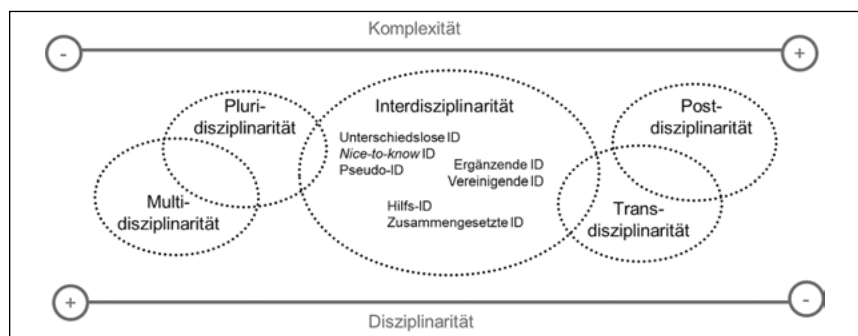 Komplexität
- +
Pluri-
disziplinarität
Multi-
disziplinarität
Interdisziplinarität
Unterschiedslose ID
Nice-to-know ID
Pseudo-ID
Ergänzende ID
Vereinigende ID
Hilfs-ID
Zusammengesetzte ID
Post-
disziplinarität
Trans-
disziplinarität
+ -
Disziplinarität